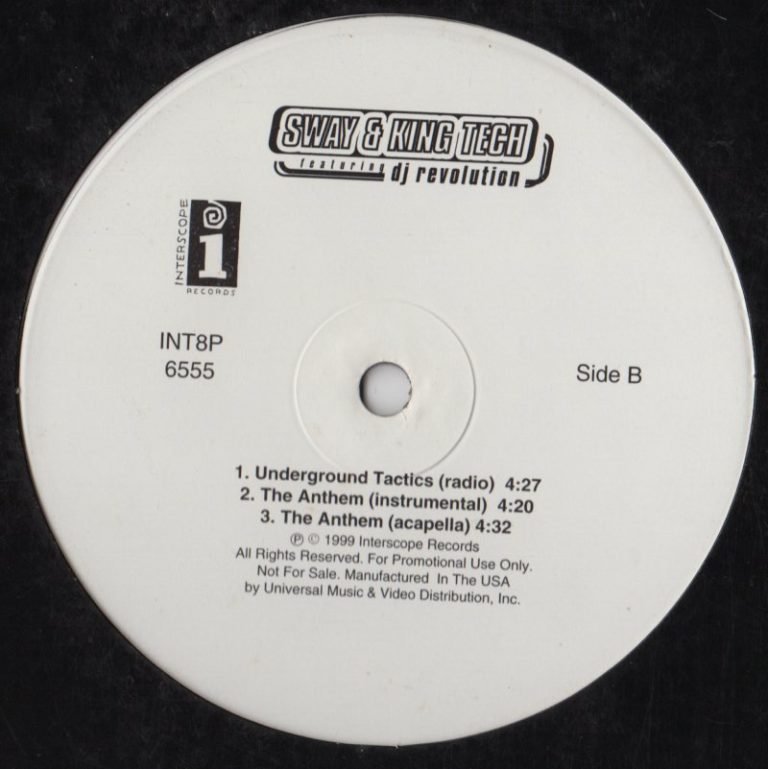 SWAY & KING TECH
featuring dj revolution
INTERSCOPE
i
RECORDS
INT8P
6555
Side B
1. Underground Tactics (radio) 4:27
2. The Anthem (instrumental) 4:20
3. The Anthem (acapella) 4:32
℗ © 1999 Interscope Records
All Rights Reserved. For Promotional Use Only.
Not For Sale. Manufactured In The USA
by Universal Music & Video Distribution, Inc.